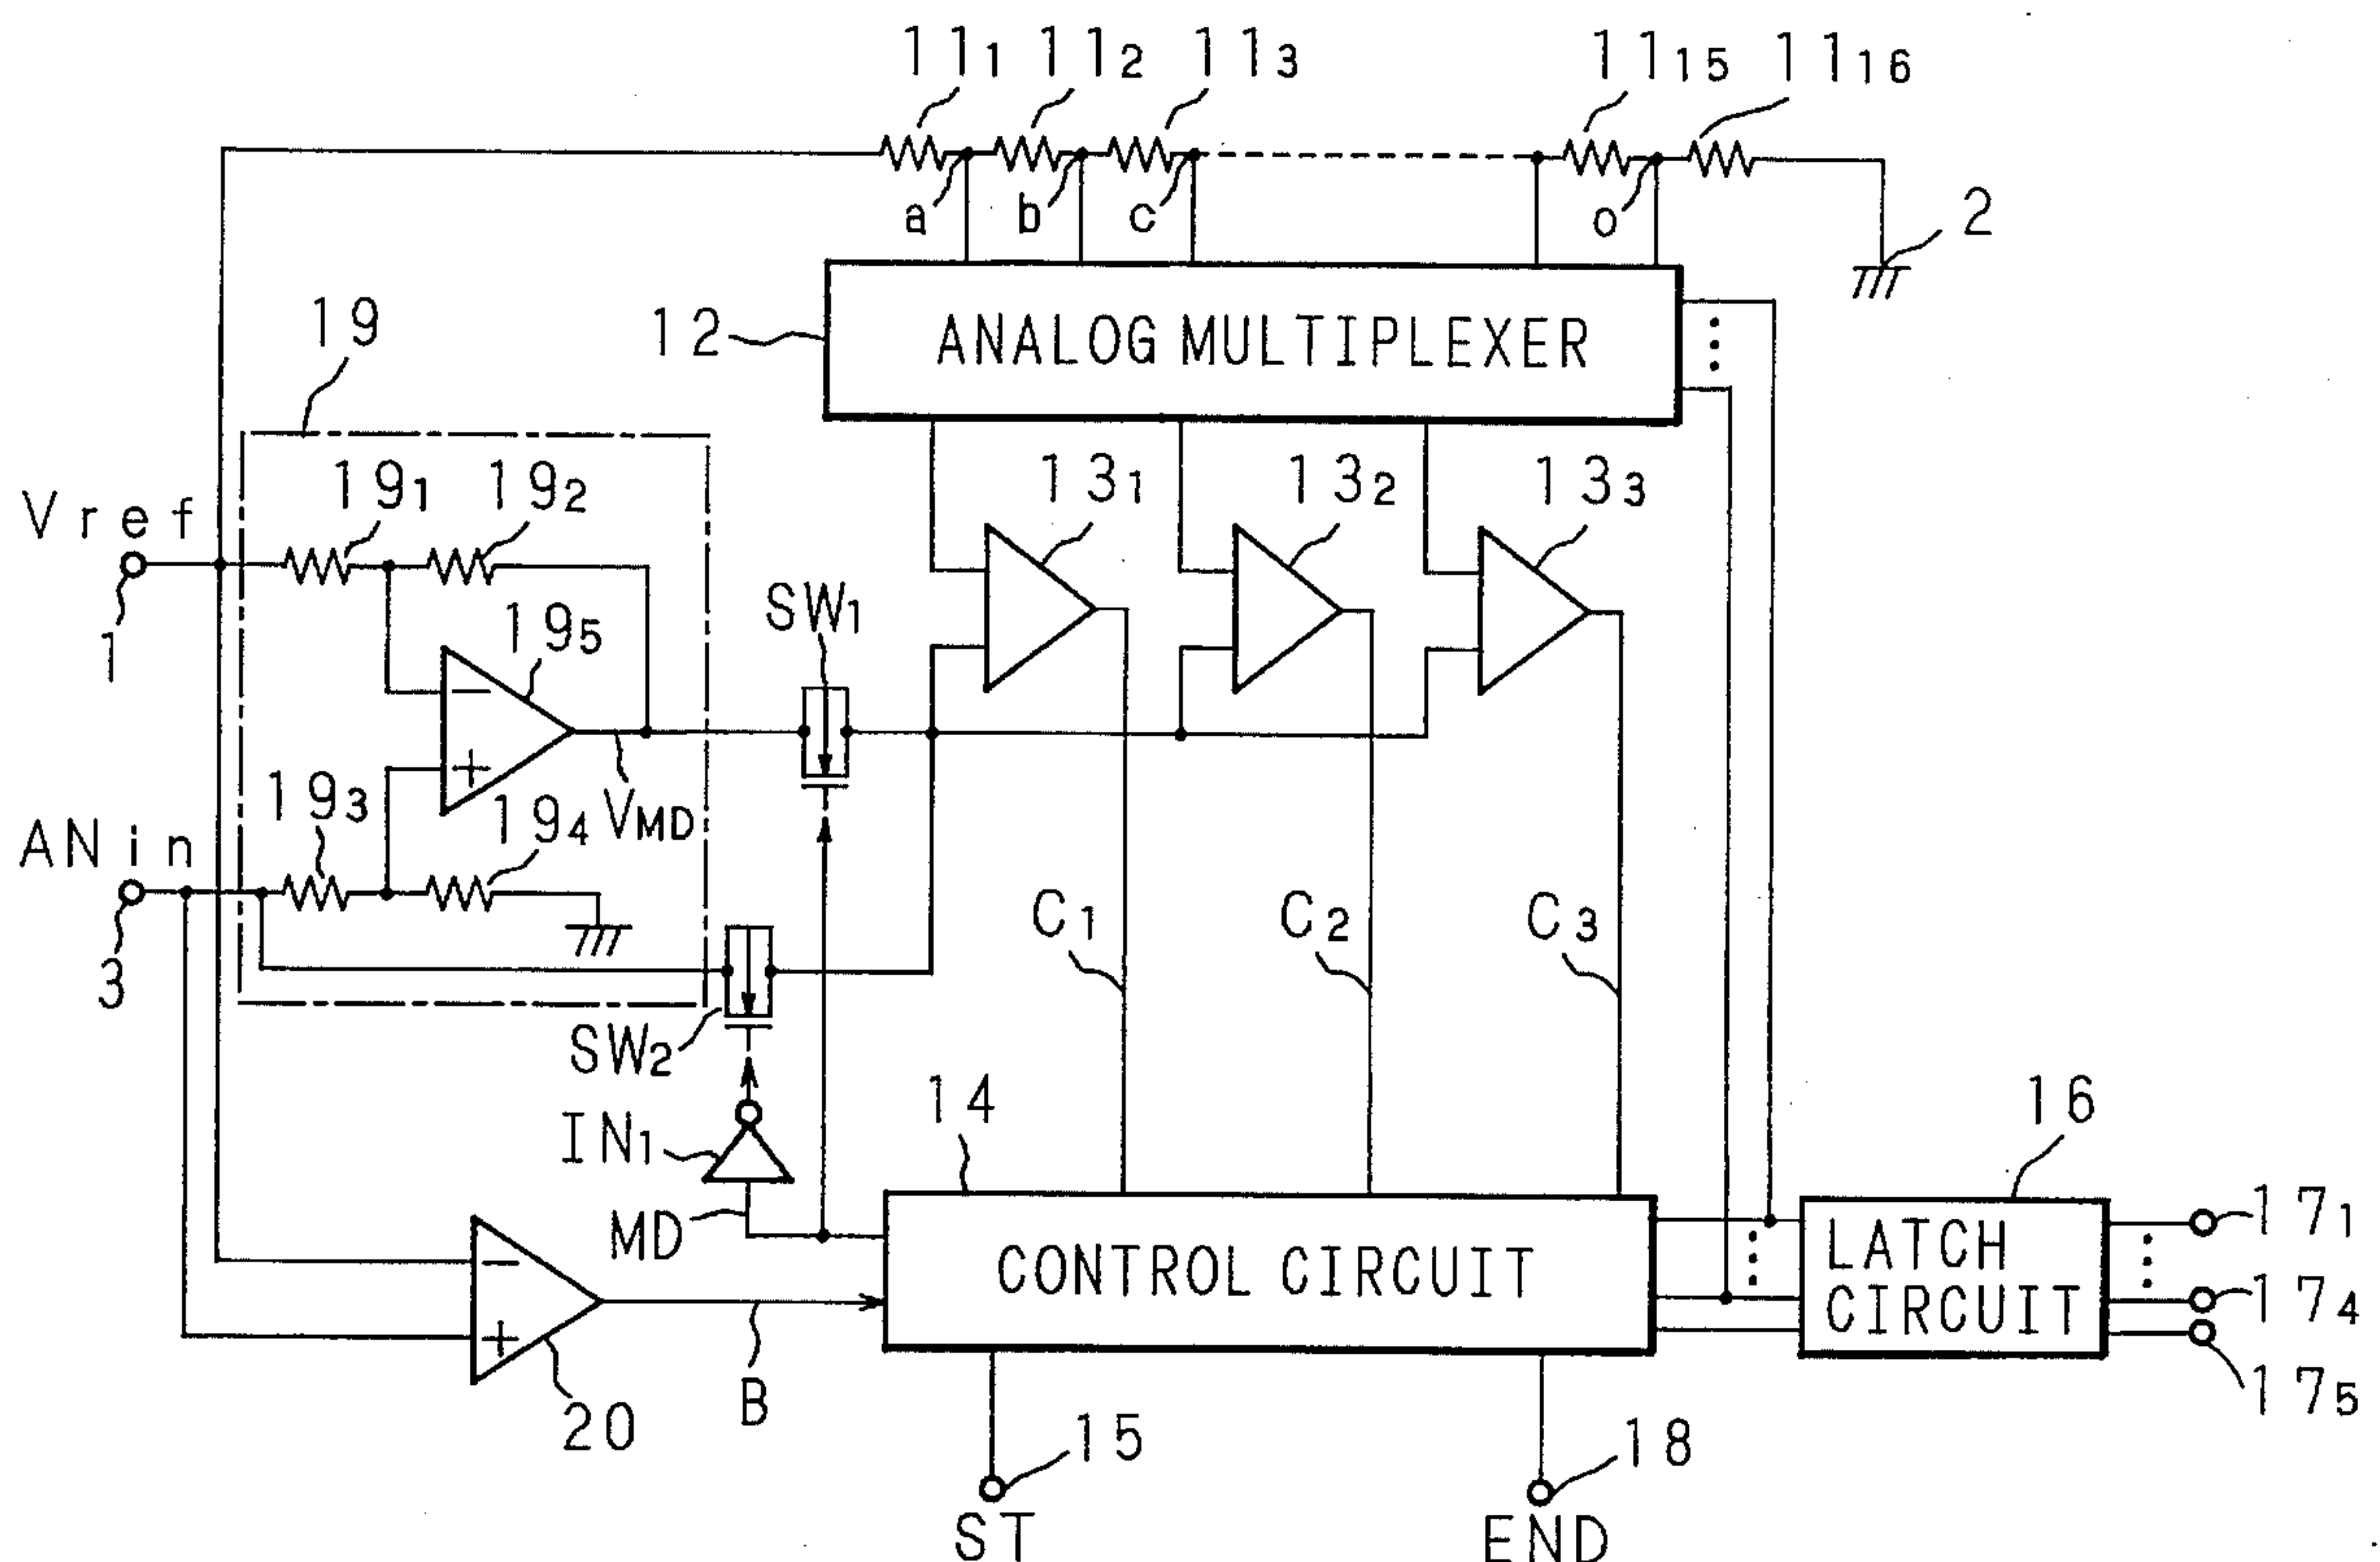 11₁ 11₂ 11₃ 11₁₅ 11₁₆
a b c o 2
12
ANALOG MULTIPLEXER
19
19₁ 19₂ 13₁ 13₂ 13₃
Vref
1
SW₁
19₅
−
+
19₃ 19₄ VMD
ANin
3
C₁ C₂ C₃
SW₂
IN₁
14
16
MD
CONTROL CIRCUIT
LATCH
CIRCUIT
17₁
17₄
17₅
−
+
20
B
15
18
ST
END